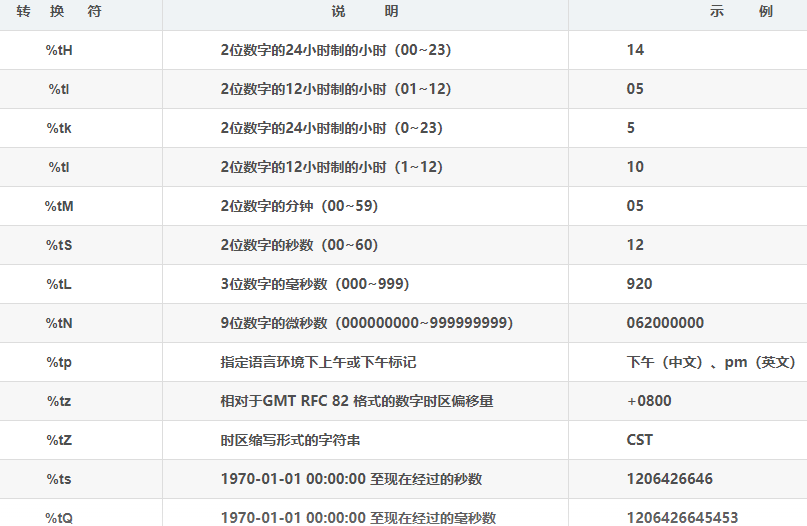 转 换 符 说 明 示 例
%tH 2位数字的24小时制的小时（00~23） 14
%tI 2位数字的12小时制的小时（01~12） 05
%tk 2位数字的24小时制的小时（0~23） 5
%tl 2位数字的12小时制的小时（1~12） 10
%tM 2位数字的分钟（00~59） 05
%tS 2位数字的秒数（00~60） 12
%tL 3位数字的毫秒数（000~999） 920
%tN 9位数字的微秒数（000000000~999999999） 062000000
%tp 指定语言环境下上午或下午标记 下午（中文）、pm（英文）
%tz 相对于GMT RFC 82 格式的数字时区偏移量 +0800
%tZ 时区缩写形式的字符串 CST
%ts 1970-01-01 00:00:00 至现在经过的秒数 1206426646
%tQ 1970-01-01 00:00:00 至现在经过的毫秒数 1206426645453